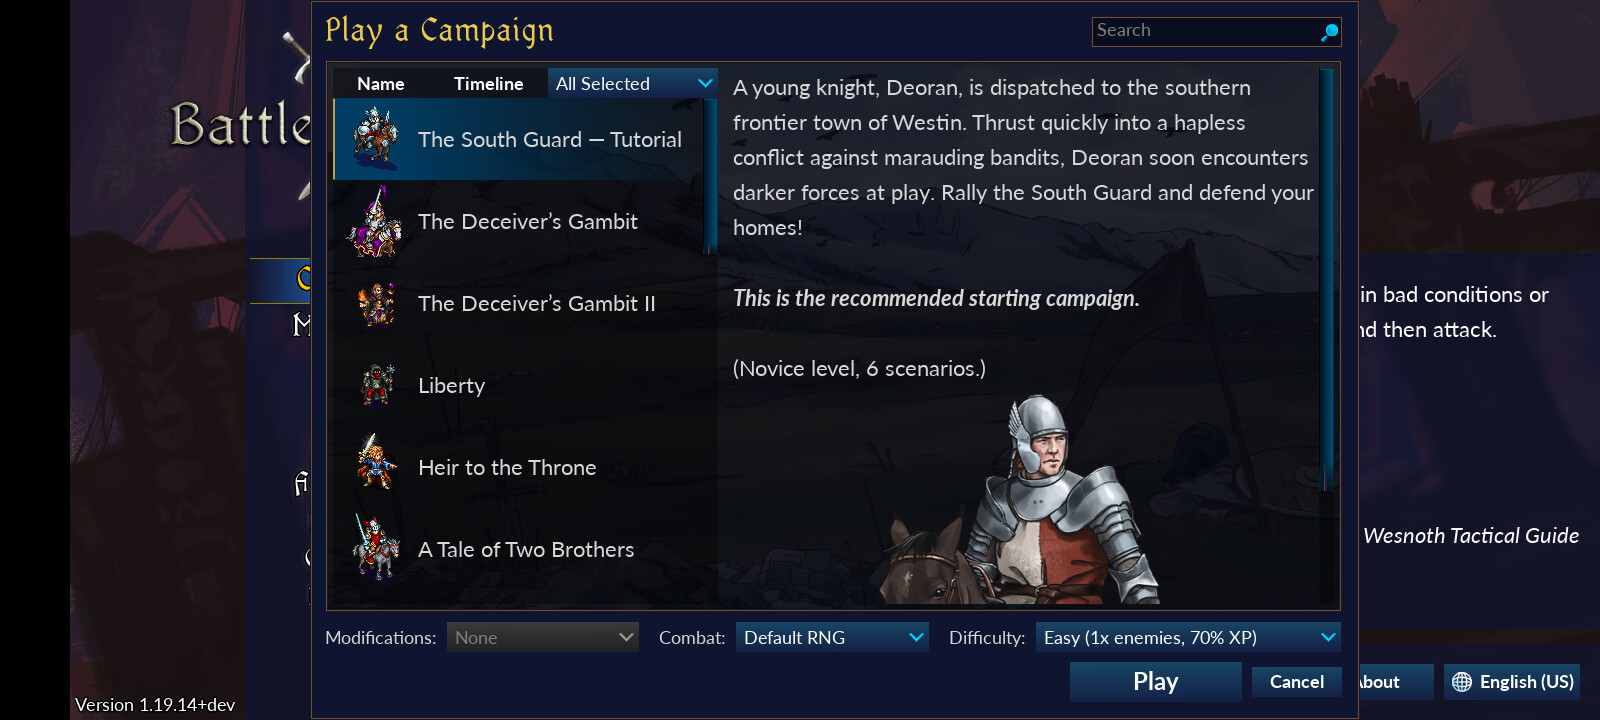 Play a Campaign
Search
Battle
Name Timeline All Selected
The South Guard — Tutorial
The Deceiver’s Gambit
The Deceiver’s Gambit II
Liberty
Heir to the Throne
A Tale of Two Brothers
A young knight, Deoran, is dispatched to the southern
frontier town of Westin. Thrust quickly into a hapless
conflict against marauding bandits, Deoran soon encounters
darker forces at play. Rally the South Guard and defend your
homes!
This is the recommended starting campaign.
(Novice level, 6 scenarios.)
in bad conditions or
nd then attack.
Wesnoth Tactical Guide
Modifications: None Combat: Default RNG Difficulty: Easy (1x enemies, 70% XP)
Play Cancel
About English (US)
Version 1.19.14+dev